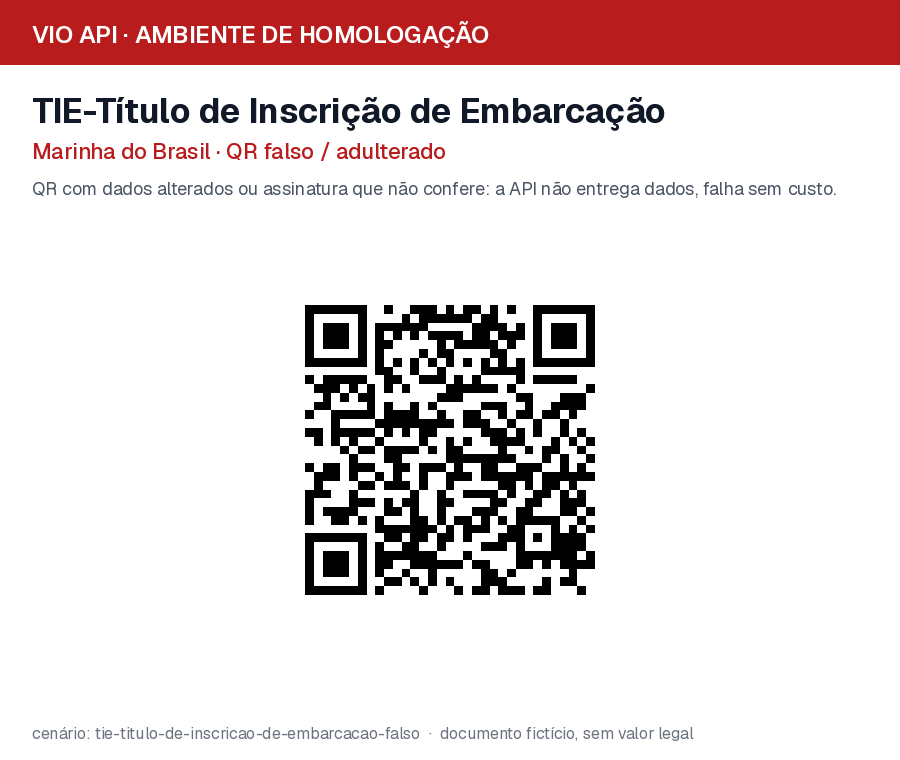 VIO API · AMBIENTE DE HOMOLOGAÇÃO
TIE-Título de Inscrição de Embarcação
Marinha do Brasil · QR falso / adulterado
QR com dados alterados ou assinatura que não confere: a API não entrega dados, falha sem custo.
cenário: tie-titulo-de-inscricao-de-embarcacao-falso · documento fictício, sem valor legal